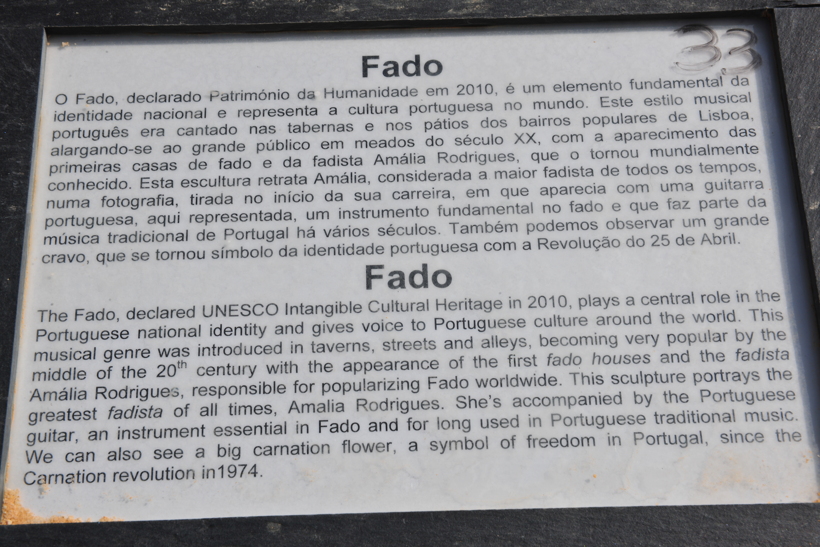 33
Fado
O Fado, declarado Património da Humanidade em 2010, é um elemento fundamental da
identidade nacional e representa a cultura portuguesa no mundo. Este estilo musical
português era cantado nas tabernas e nos pátios dos bairros populares de Lisboa,
alargando-se ao grande público em meados do século XX, com a aparecimento das
primeiras casas de fado e da fadista Amália Rodrigues, que o tornou mundialmente
conhecido. Esta escultura retrata Amália, considerada a maior fadista de todos os tempos,
numa fotografia, tirada no início da sua carreira, em que aparecia com uma guitarra
portuguesa, aqui representada, um instrumento fundamental no fado e que faz parte da
música tradicional de Portugal há vários séculos. Também podemos observar um grande
cravo, que se tornou símbolo da identidade portuguesa com a Revolução do 25 de Abril.
Fado
The Fado, declared UNESCO Intangible Cultural Heritage in 2010, plays a central role in the
Portuguese national identity and gives voice to Portuguese culture around the world. This
musical genre was introduced in taverns, streets and alleys, becoming very popular by the
middle of the 20th century with the appearance of the first fado houses and the fadista
Amália Rodrigues, responsible for popularizing Fado worldwide. This sculpture portrays the
greatest fadista of all times, Amalia Rodrigues. She's accompanied by the Portuguese
guitar, an instrument essential in Fado and for long used in Portuguese traditional music.
We can also see a big carnation flower, a symbol of freedom in Portugal, since the
Carnation revolution in1974.